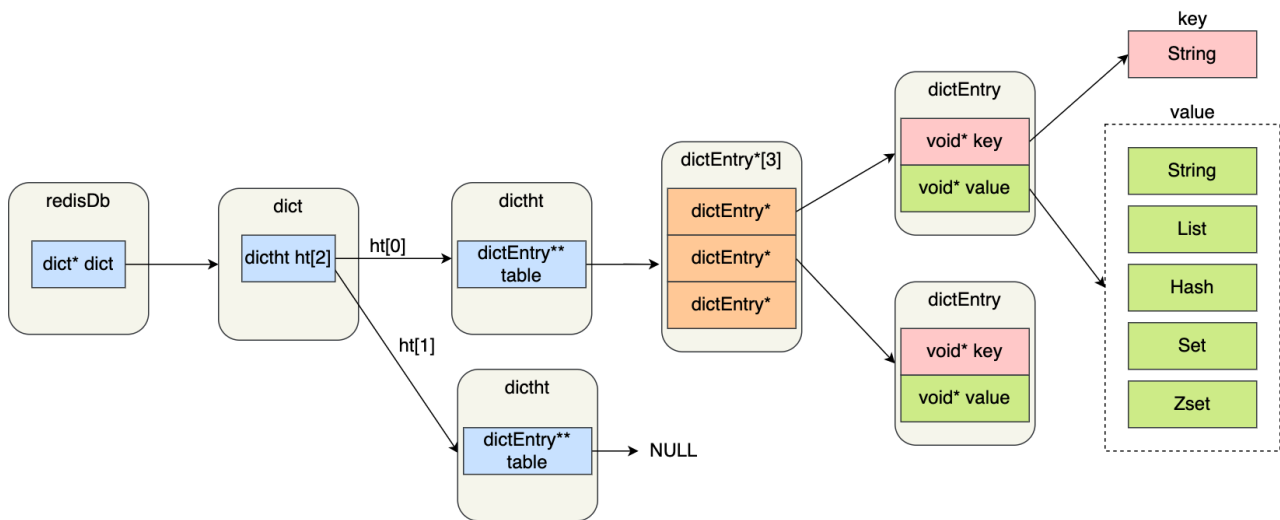 redisDb
dict* dict
dict
dictht ht[2]
ht[0]
ht[1]
dictht
dictEntry**
table
dictht
dictEntry**
table
NULL
dictEntry*[3]
dictEntry*
dictEntry*
dictEntry*
dictEntry
void* key
void* value
dictEntry
void* key
void* value
key
String
value
String
List
Hash
Set
Zset